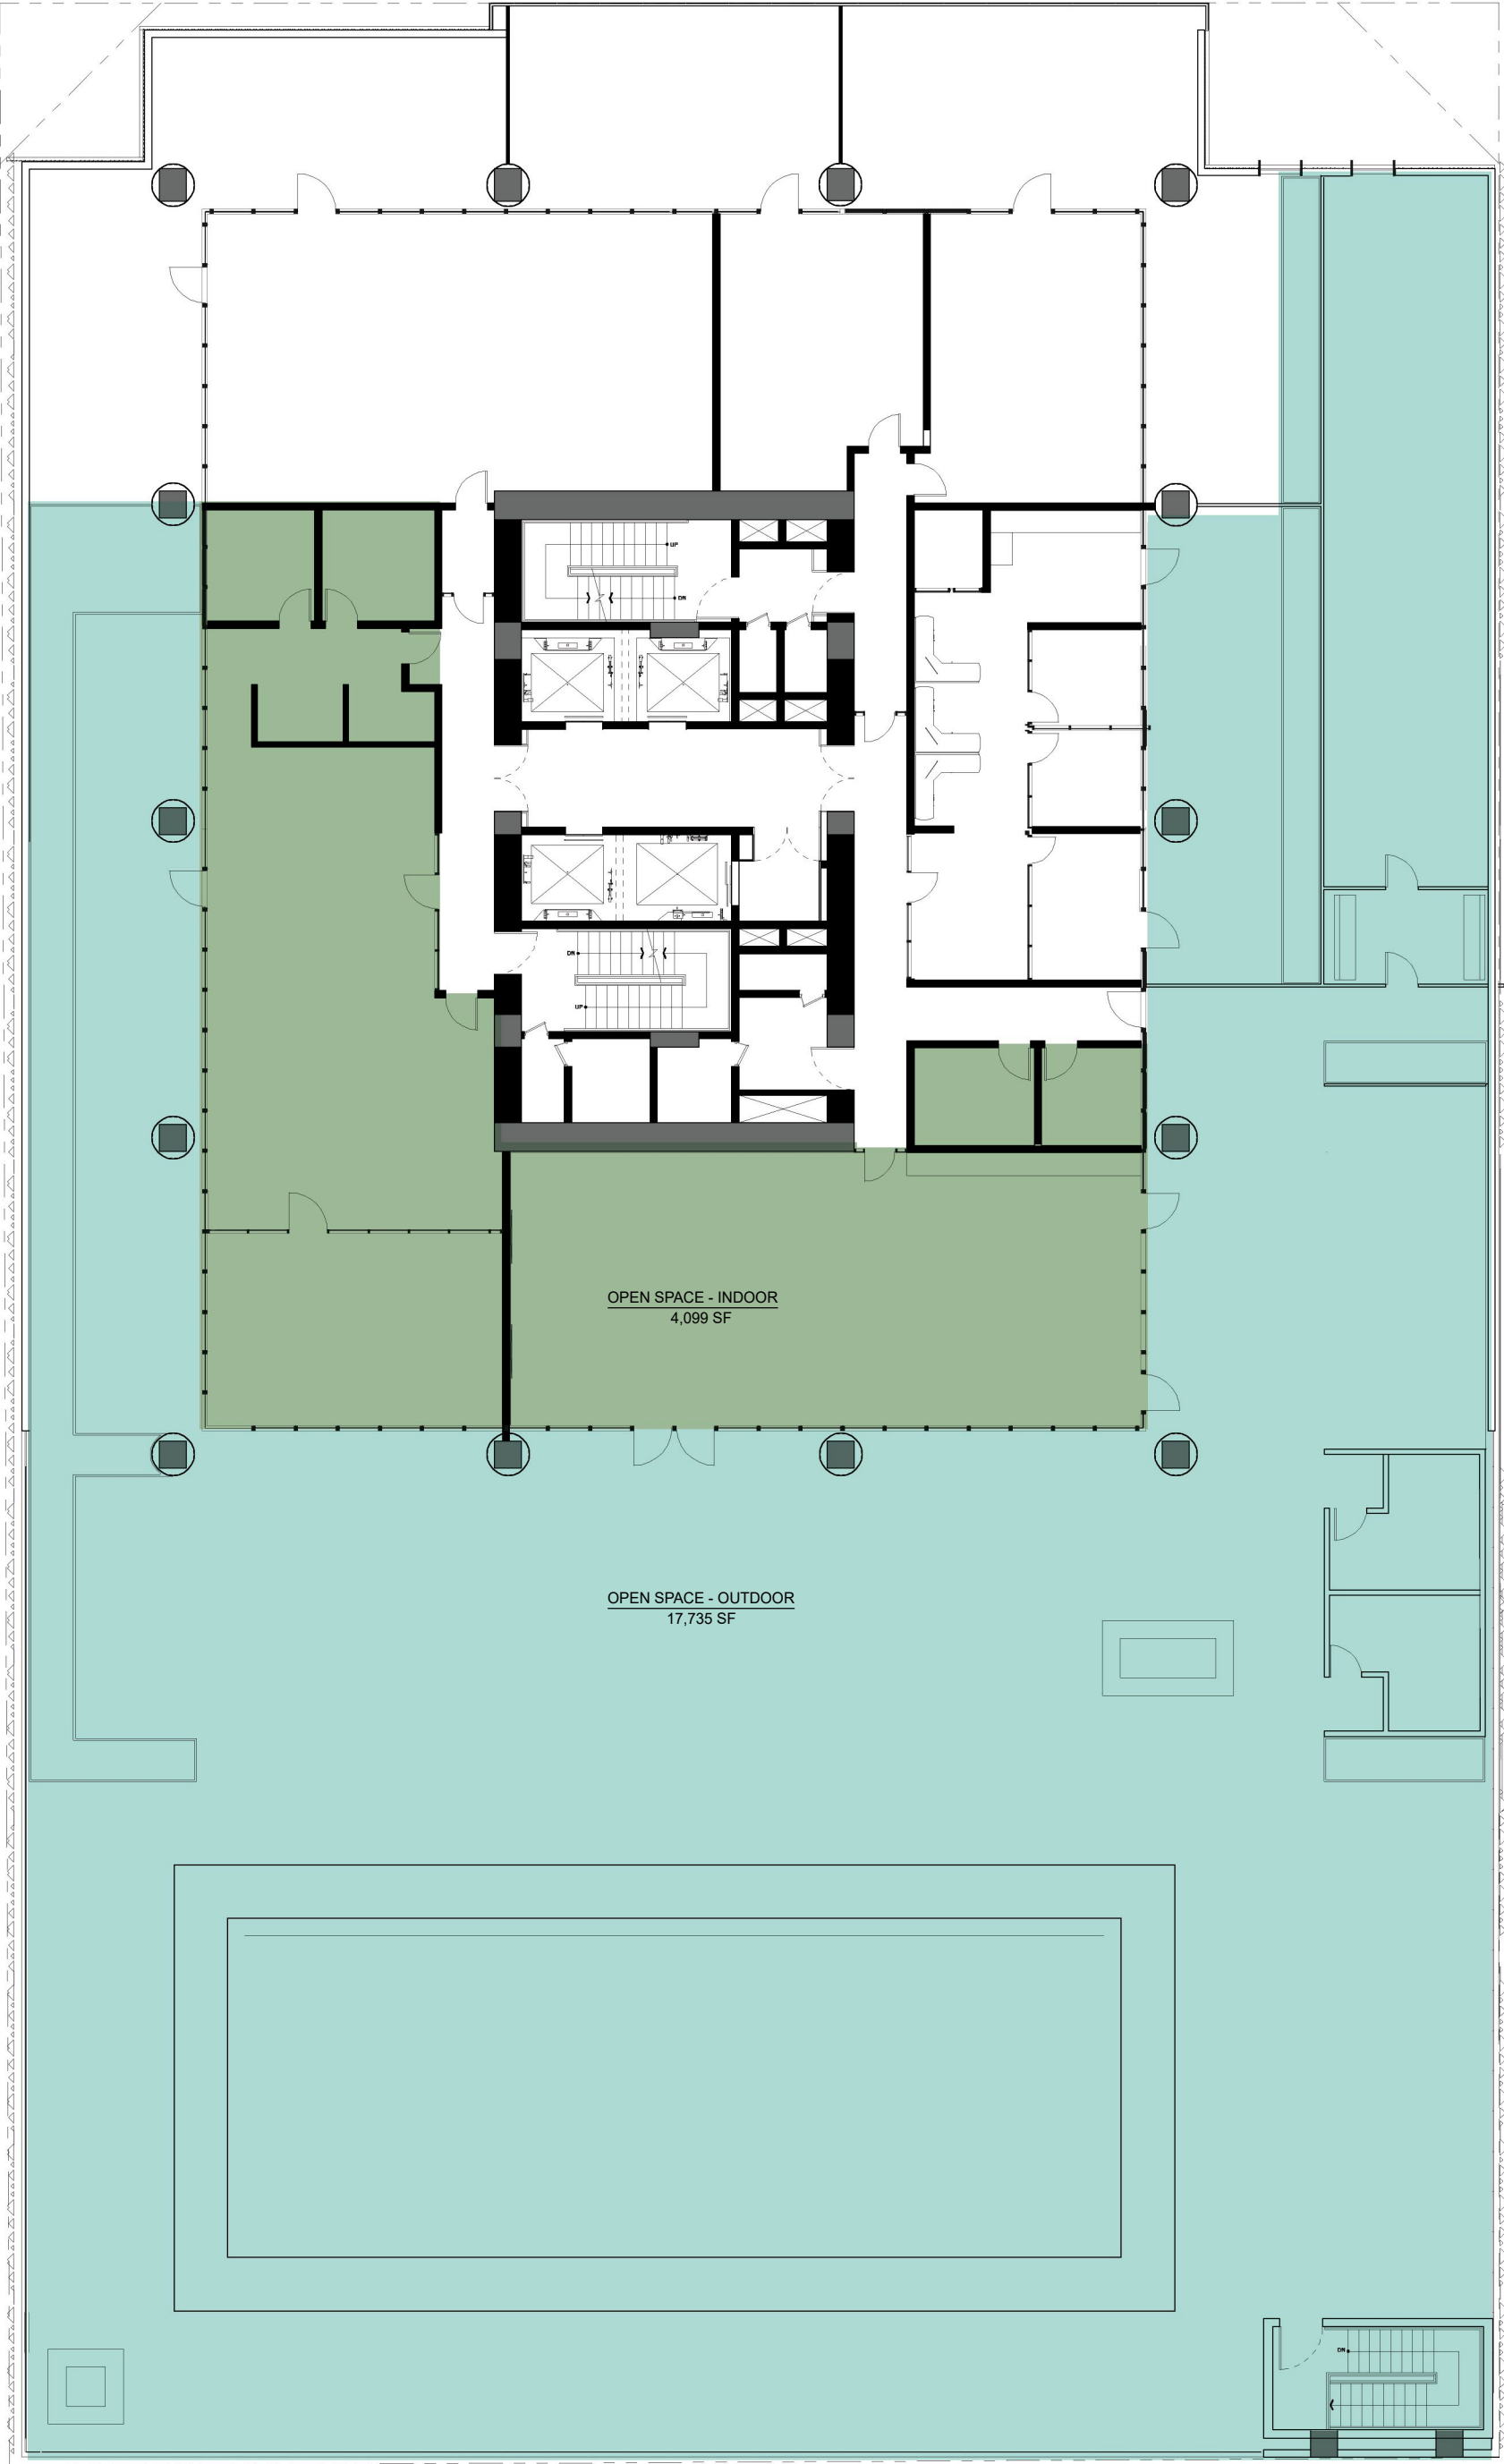 UP
DN
DN
UP
OPEN SPACE - INDOOR
4,099 SF
OPEN SPACE - OUTDOOR
17,735 SF
DN